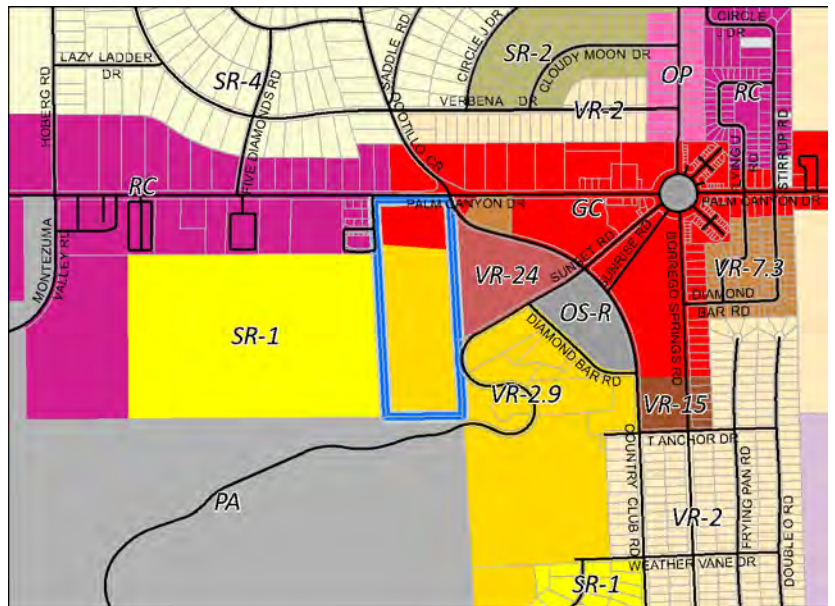 LAZY LADDER
DR
HOBERG RD
SR-4
FIVE DIAMONDS RD
SADDLE RD
OCOTILLO CR
CIRCLE J DR
SR-2
CLOUDY MOON DR
VERBENA DR
VR-2
OP
CIRCLE
J DR
RC
STIRRUP RD
RC
PALM CANYON DR
GC
PALM CANYON DR
MONTEZUMA
VALLEY RD
SR-1
VR-24
SUNSET RD
SUNRISE RD
OS-R
DIAMOND BAR RD
BORREGO SPRINGS RD
VR-7.3
DIAMOND
BAR RD
VR-2.9
VR-15
T ANCHOR DR
COUNTRY CLUB RD
VR-2
FRYING PAN RD
DOUBLE O RD
PA
WEATHER VANE DR
SR-1